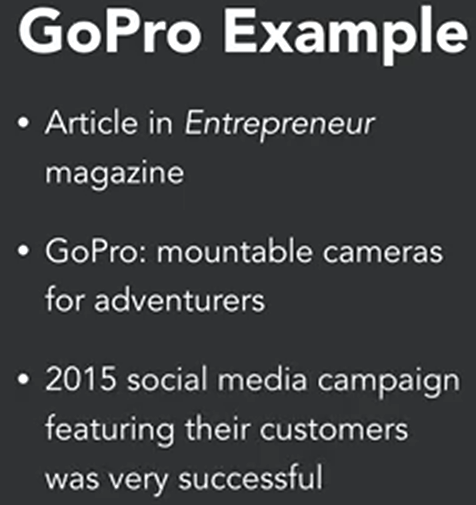 GoPro Example
• Article in Entrepreneur
magazine
• GoPro: mountable cameras
for adventurers
• 2015 social media campaign
featuring their customers
was very successful